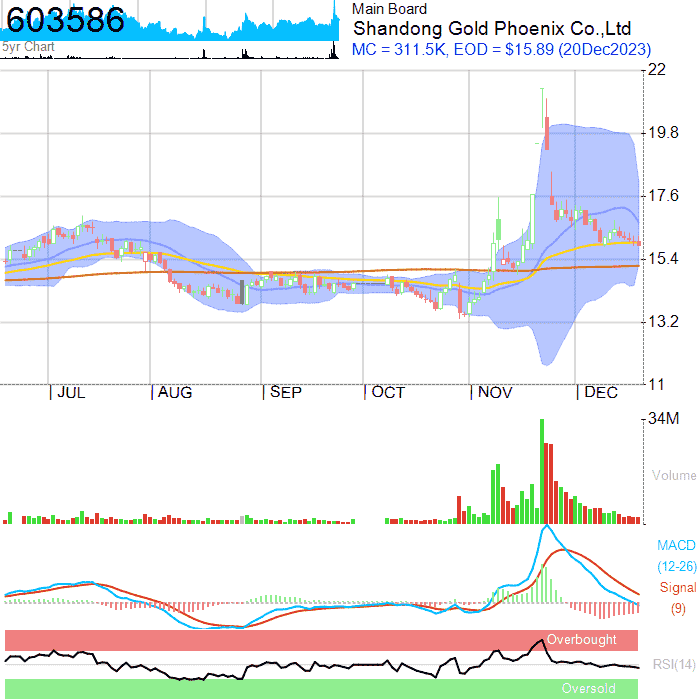 603586
5yr Chart
Main Board
Shandong Gold Phoenix Co.,Ltd
MC = 311.5K, EOD = $15.89 (20Dec2023)
22
19.8
17.6
15.4
13.2
11
JUL AUG SEP OCT NOV DEC
34M
Volume
MACD
(12-26)
Signal
(9)
Overbought
RSI(14)
Oversold